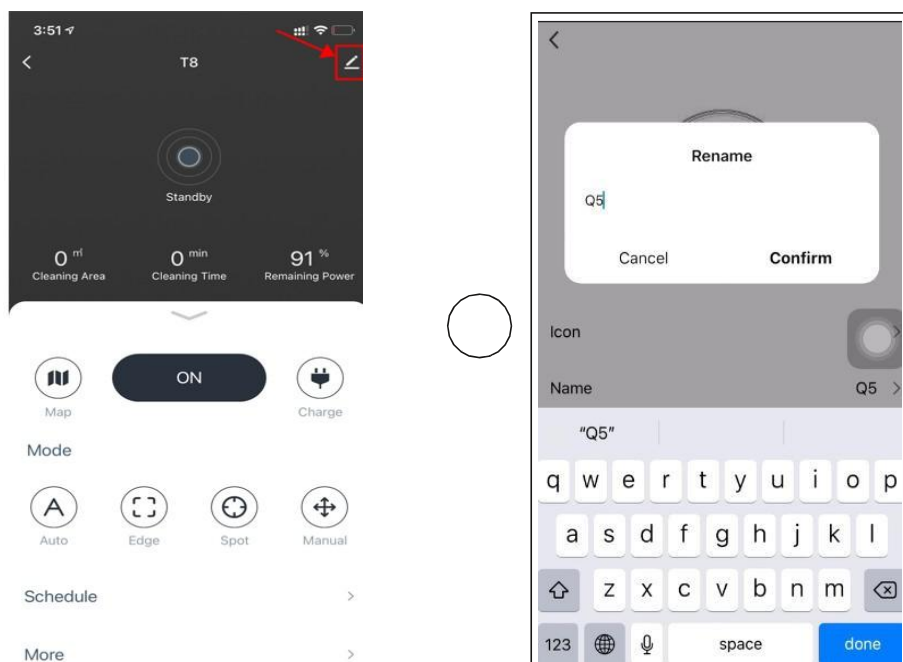 3:51
T8
Standby
0 ㎡ 0 min 91 %
Cleaning Area Cleaning Time Remaining Power
ON
Map Charge
Mode
A
Auto Edge Spot Manual
Schedule
More
Rename
Q5
Cancel Confirm
Icon
Name Q5
"Q5"
q w e r t y u i o p
a s d f g h j k l
z x c v b n m
123 space done